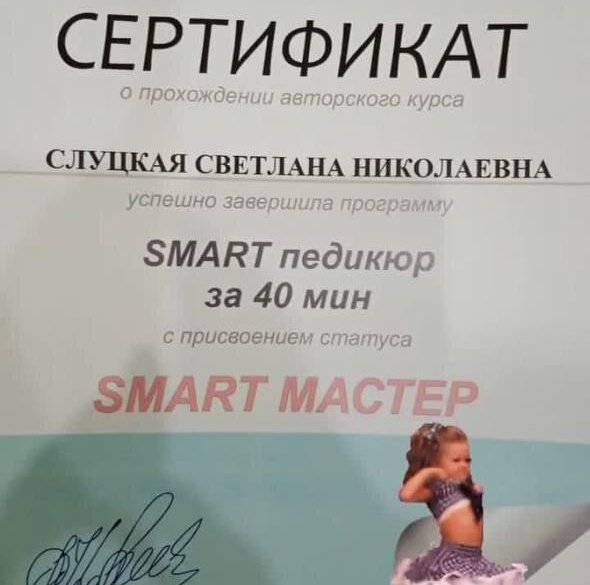 СЕРТИФИКАТ
о прохождении авторского курса
СЛУЦКАЯ СВЕТЛАНА НИКОЛАЕВНА
успешно завершила программу
SMART педикюр
за 40 мин
с присвоением статуса
SMART МАСТЕР